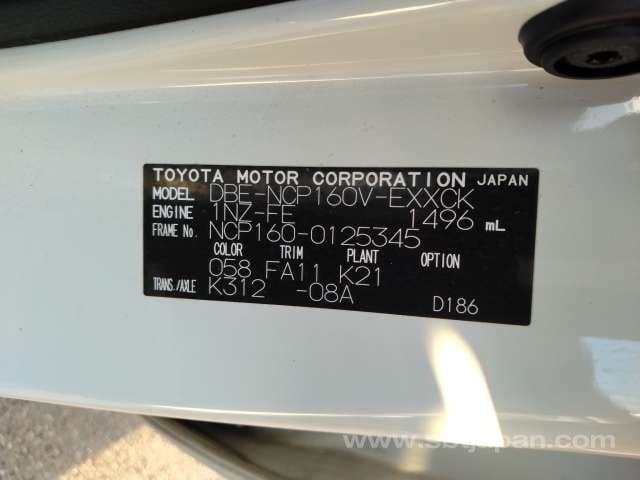 TOYOTA MOTOR CORPORATION JAPAN
MODEL DBE-NCP160V-EXXCK
ENGINE 1NZ-FE 1496 mL
FRAME No. NCP160-0125345
COLOR TRIM PLANT OPTION
058 FA11 K21
TRANS./AXLE K312 -08A
D186
www.sbtjapan.com